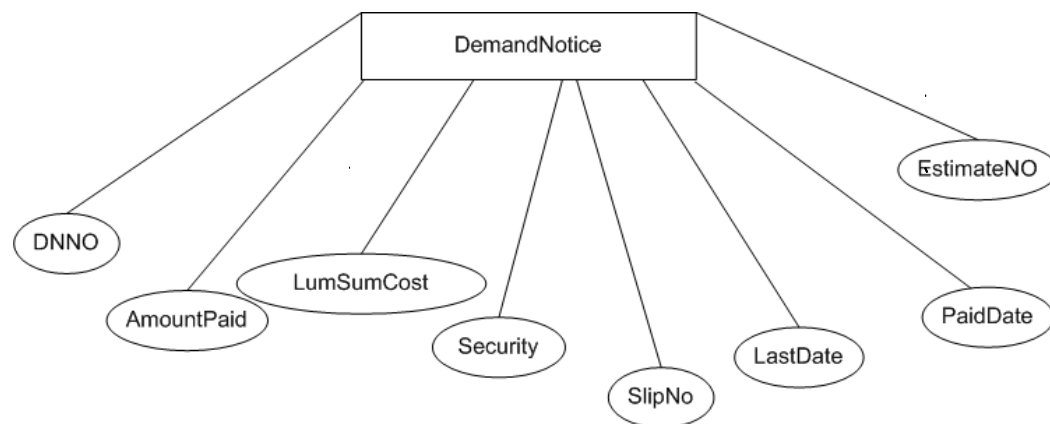 DemandNotice
EstimateNO
DNNO
LumSumCost
AmountPaid
PaidDate
Security
LastDate
SlipNo